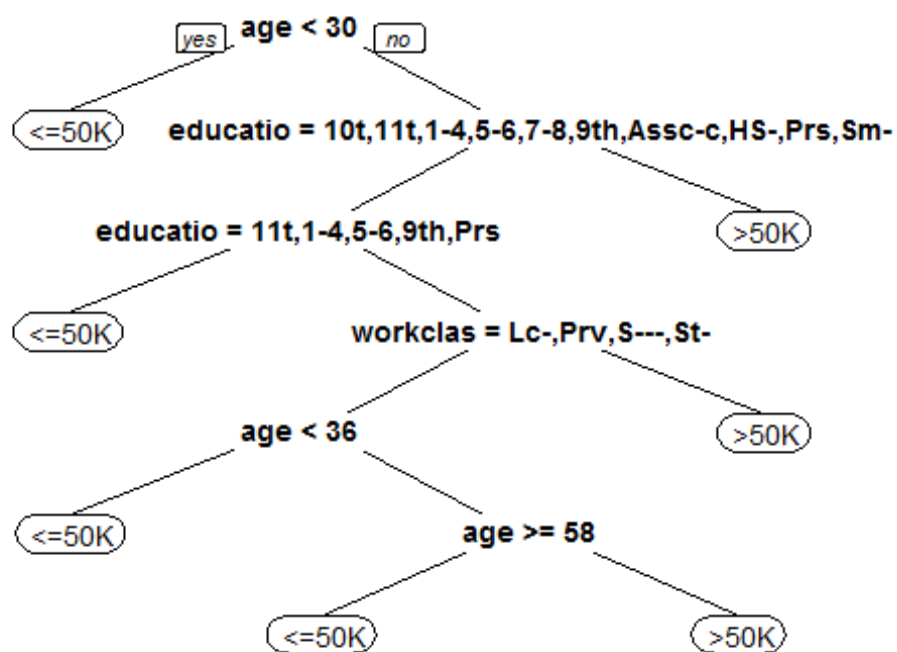 age < 30
yes
no
<=50K
educatio = 10t,11t,1-4,5-6,7-8,9th,Assc-c,HS-,Prs,Sm-
educatio = 11t,1-4,5-6,9th,Prs
>50K
<=50K
workclas = Lc-,Prv,S---,St-
age < 36
>50K
<=50K
age >= 58
<=50K
>50K